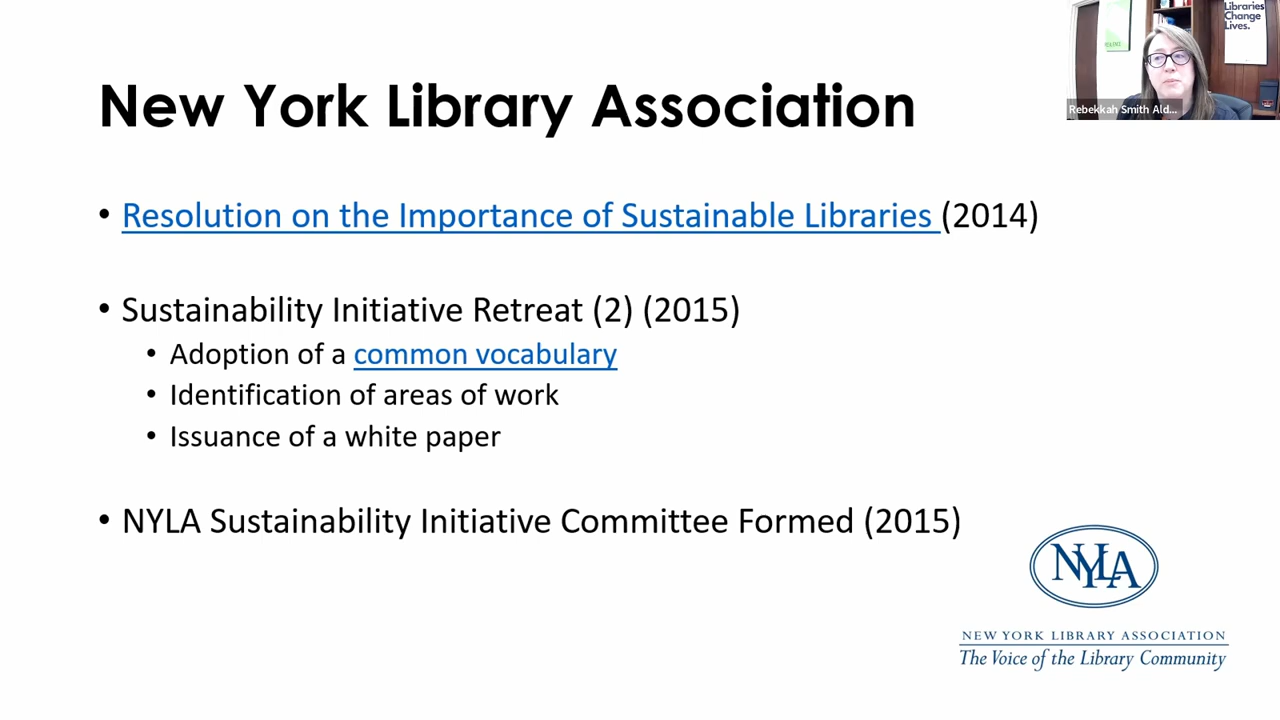 New York Library Association
Libraries
Change
Lives.
Rebekkah Smith Ald...
• Resolution on the Importance of Sustainable Libraries (2014)
• Sustainability Initiative Retreat (2) (2015)
• Adoption of a common vocabulary
• Identification of areas of work
• Issuance of a white paper
• NYLA Sustainability Initiative Committee Formed (2015)
NYLA
NEW YORK LIBRARY ASSOCIATION
The Voice of the Library Community